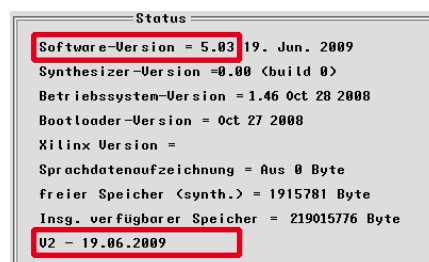 Status
Software-Version = 5.03 19. Jun. 2009
Synthesizer-Version =0.00 (build 0)
Betriebssystem-Version = 1.46 Oct 28 2008
Bootloader-Version = Oct 27 2008
Xilinx Version =
Sprachdatenaufzeichnung = Aus 0 Byte
freier Speicher (synth.) = 1915781 Byte
Insg. verfügbarer Speicher = 219015776 Byte
V2 - 19.06.2009